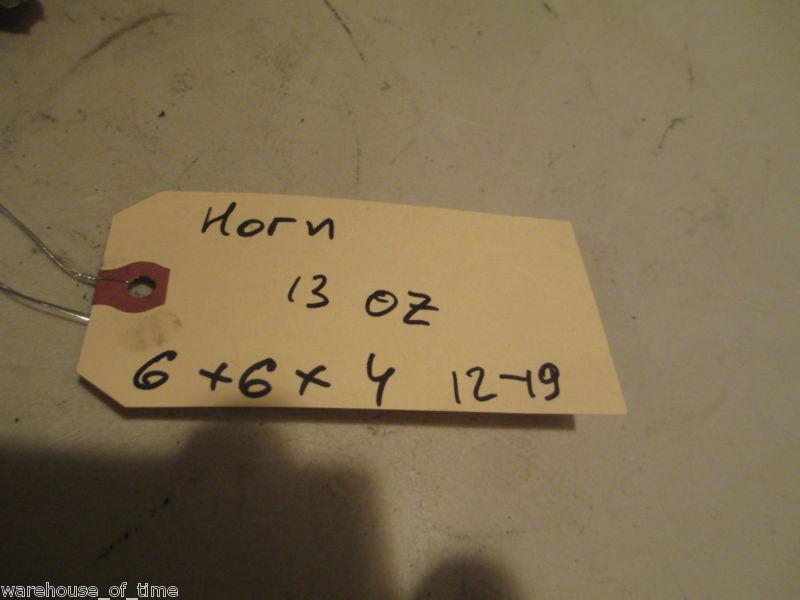 Horn
13 oz
6 x 6 x 4 12-19
warehouse_of_time